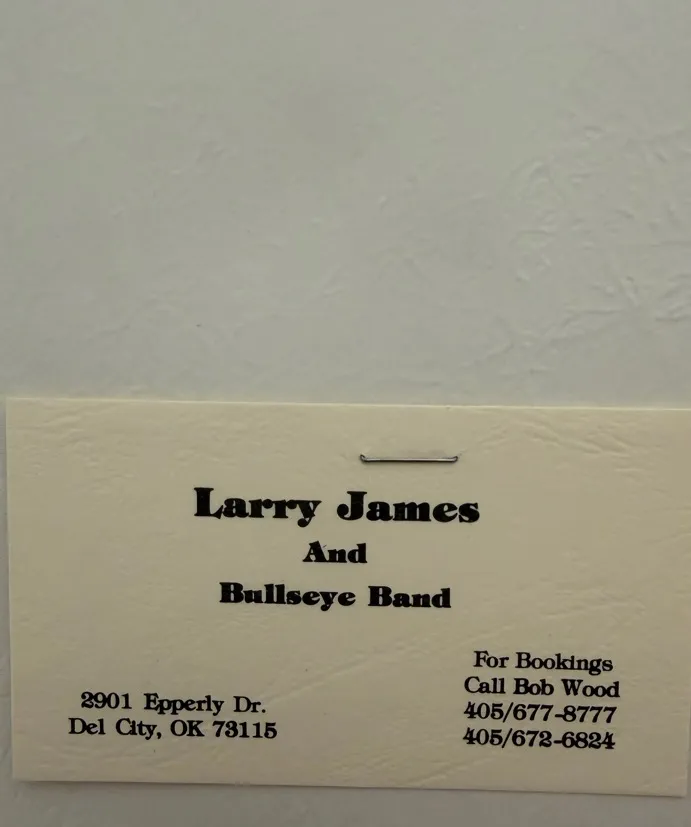 Larry James
And
Bullseye Band
2901 Epperly Dr.
Del City, OK 73115
For Bookings
Call Bob Wood
405/677-8777
405/672-6824